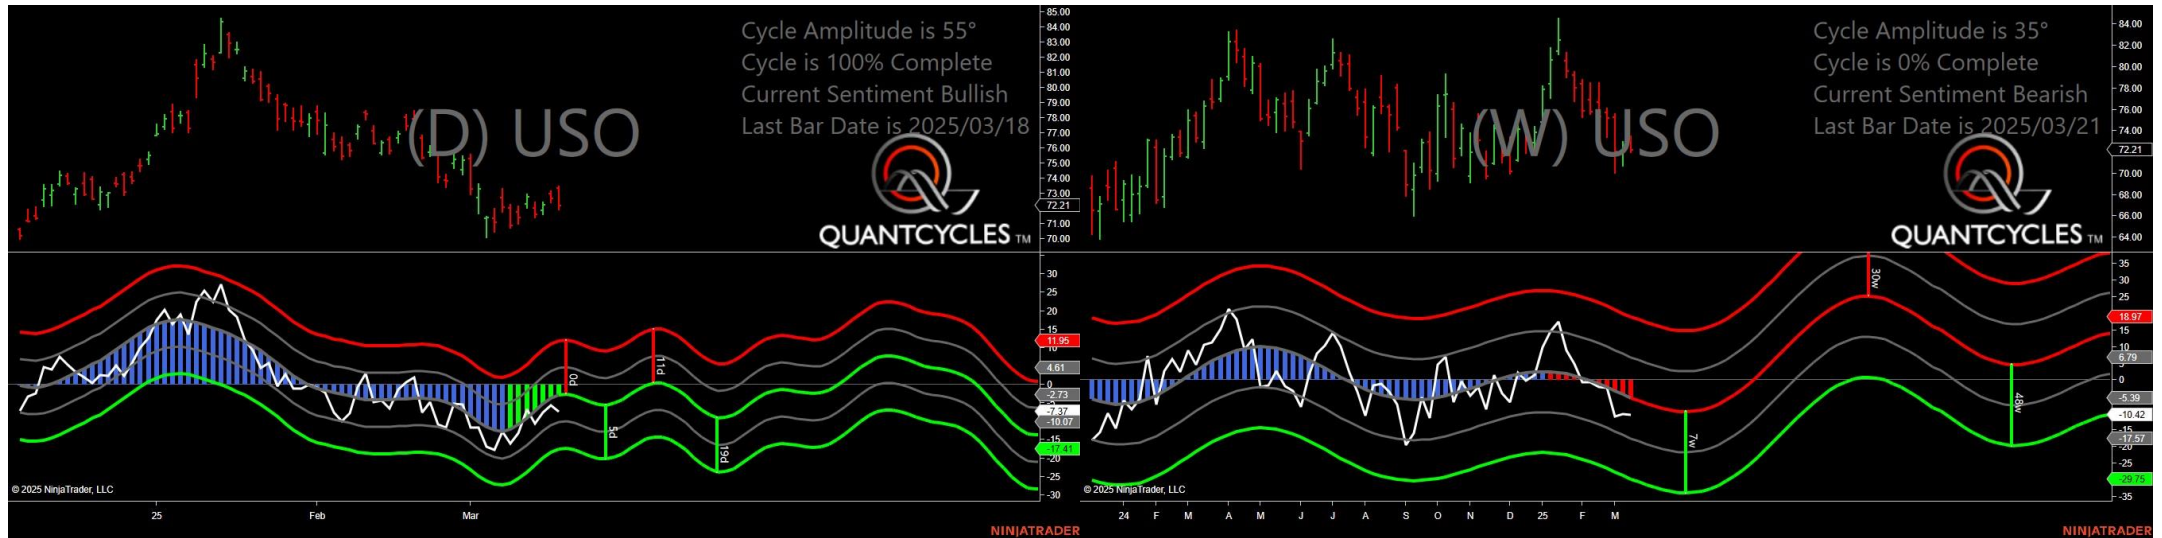 Cycle Amplitude is 55°
Cycle is 100% Complete
Current Sentiment Bullish
Last Bar Date is 2025/03/18
(D) USO
QUANTCYCLES TM
85.00
84.00
83.00
82.00
81.00
80.00
79.00
78.00
77.00
76.00
75.00
74.00
73.00
72.21
71.00
70.00
30
25
20
15
11.95
10
4.61
0
-2.73
-7.37
-10.07
-15
-17.41
-20
-25
-30
0d
11d
5d
19d
© 2025 NinjaTrader, LLC
25 Feb Mar
NINJATRADER
Cycle Amplitude is 35°
Cycle is 0% Complete
Current Sentiment Bearish
Last Bar Date is 2025/03/21
(W) USO
QUANTCYCLES TM
84.00
82.00
80.00
78.00
76.00
74.00
72.21
70.00
68.00
66.00
64.00
35
30
25
18.97
15
10
6.79
5
0
-5.39
-10.42
-17.57
-20
-25
-29.75
-35
30w
7w
48w
© 2025 NinjaTrader, LLC
24 F M A M J J A S O N D 25 F M
NINJATRADER